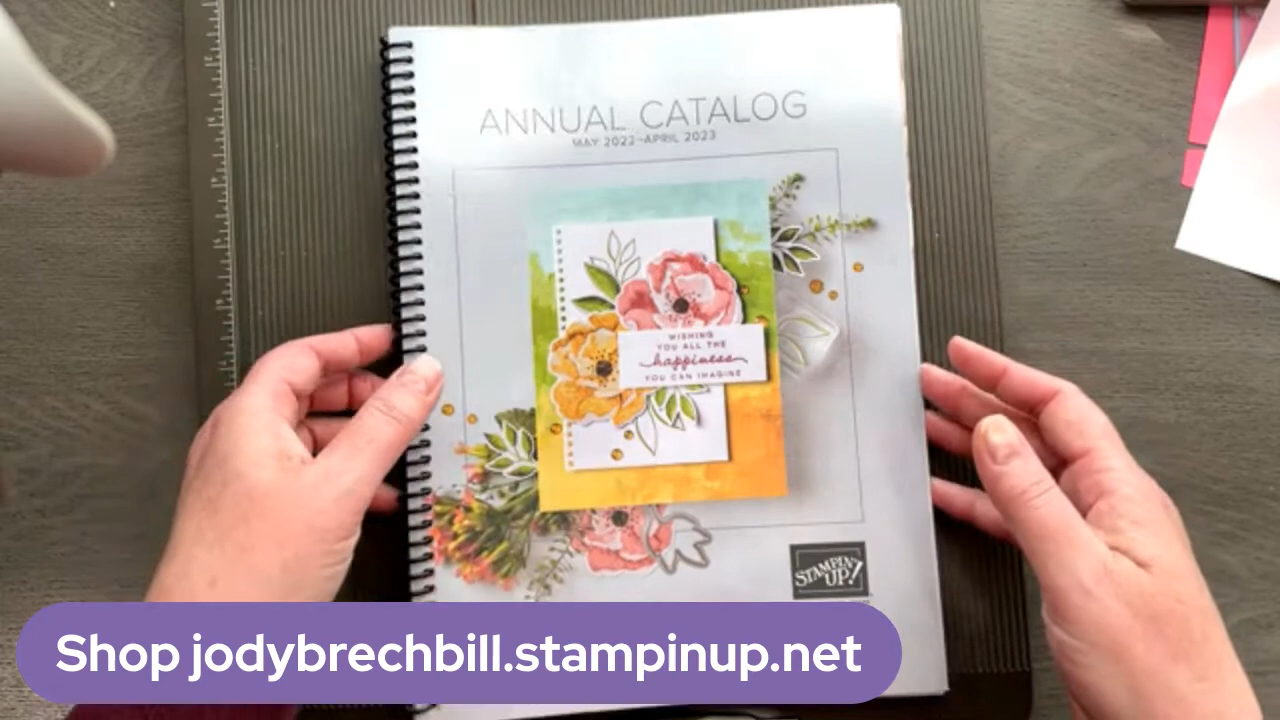 ANNUAL CATALOG
MAY 2022–APRIL 2023
WISHING
YOU ALL THE
happiness
YOU CAN IMAGINE
STAMPIN'
UP!
Shop jodybrechbill.stampinup.net